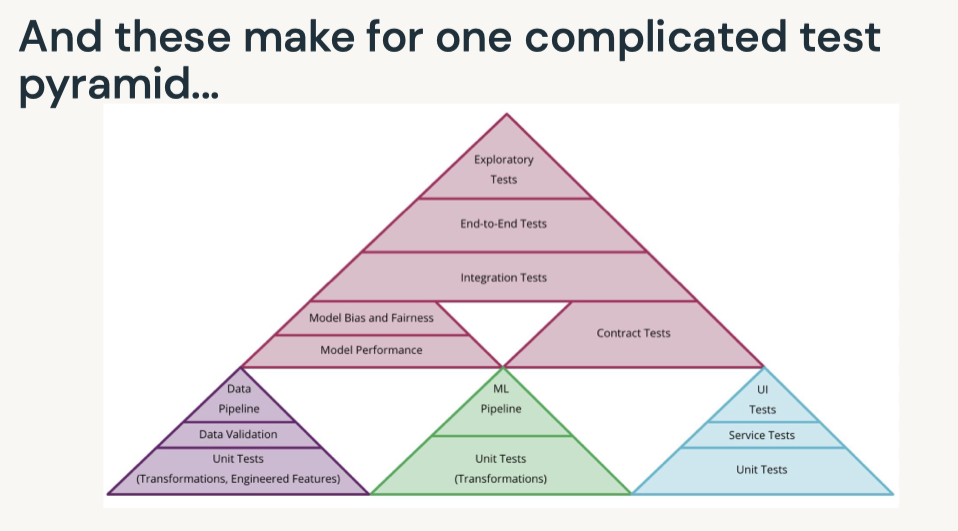 And these make for one complicated test
pyramid...
Exploratory
Tests
End-to-End Tests
Integration Tests
Model Bias and Fairness
Model Performance
Contract Tests
Data
Pipeline
Data Validation
Unit Tests
(Transformations, Engineered Features)
ML
Pipeline
Unit Tests
(Transformations)
UI
Tests
Service Tests
Unit Tests